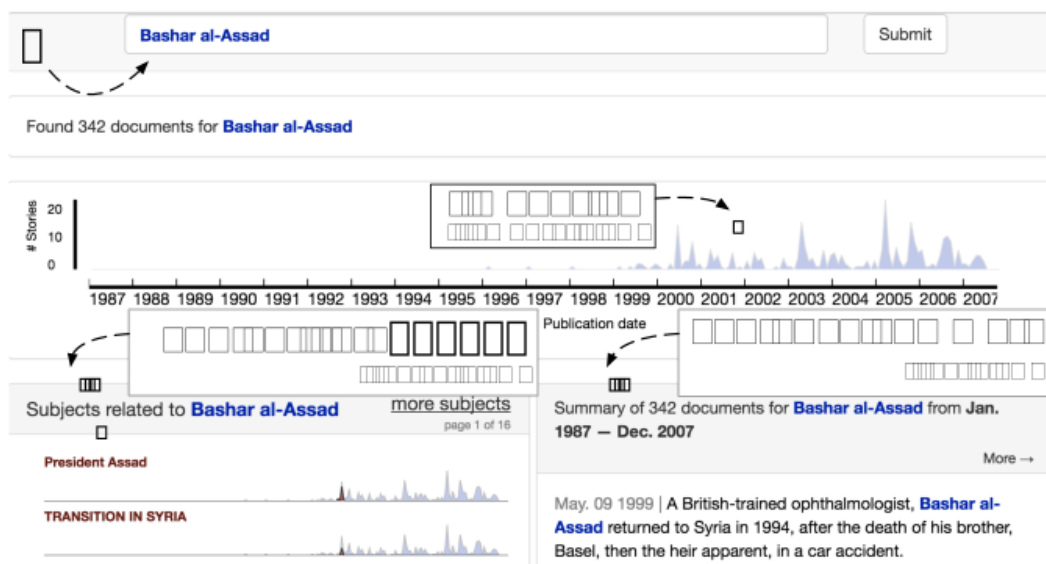 Bashar al-Assad
Submit
Found 342 documents for Bashar al-Assad
# Stories
20
10
0
1987 1988 1989 1990 1991 1992 1993 1994 1995 1996 1997 1998 1999 2000 2001 2002 2003 2004 2005 2006 2007
Publication date
Subjects related to Bashar al-Assad
more subjects
page 1 of 16
President Assad
TRANSITION IN SYRIA
Summary of 342 documents for Bashar al-Assad from Jan.
1987 — Dec. 2007
More →
May. 09 1999 | A British-trained ophthalmologist, Bashar al-
Assad returned to Syria in 1994, after the death of his brother,
Basel, then the heir apparent, in a car accident.